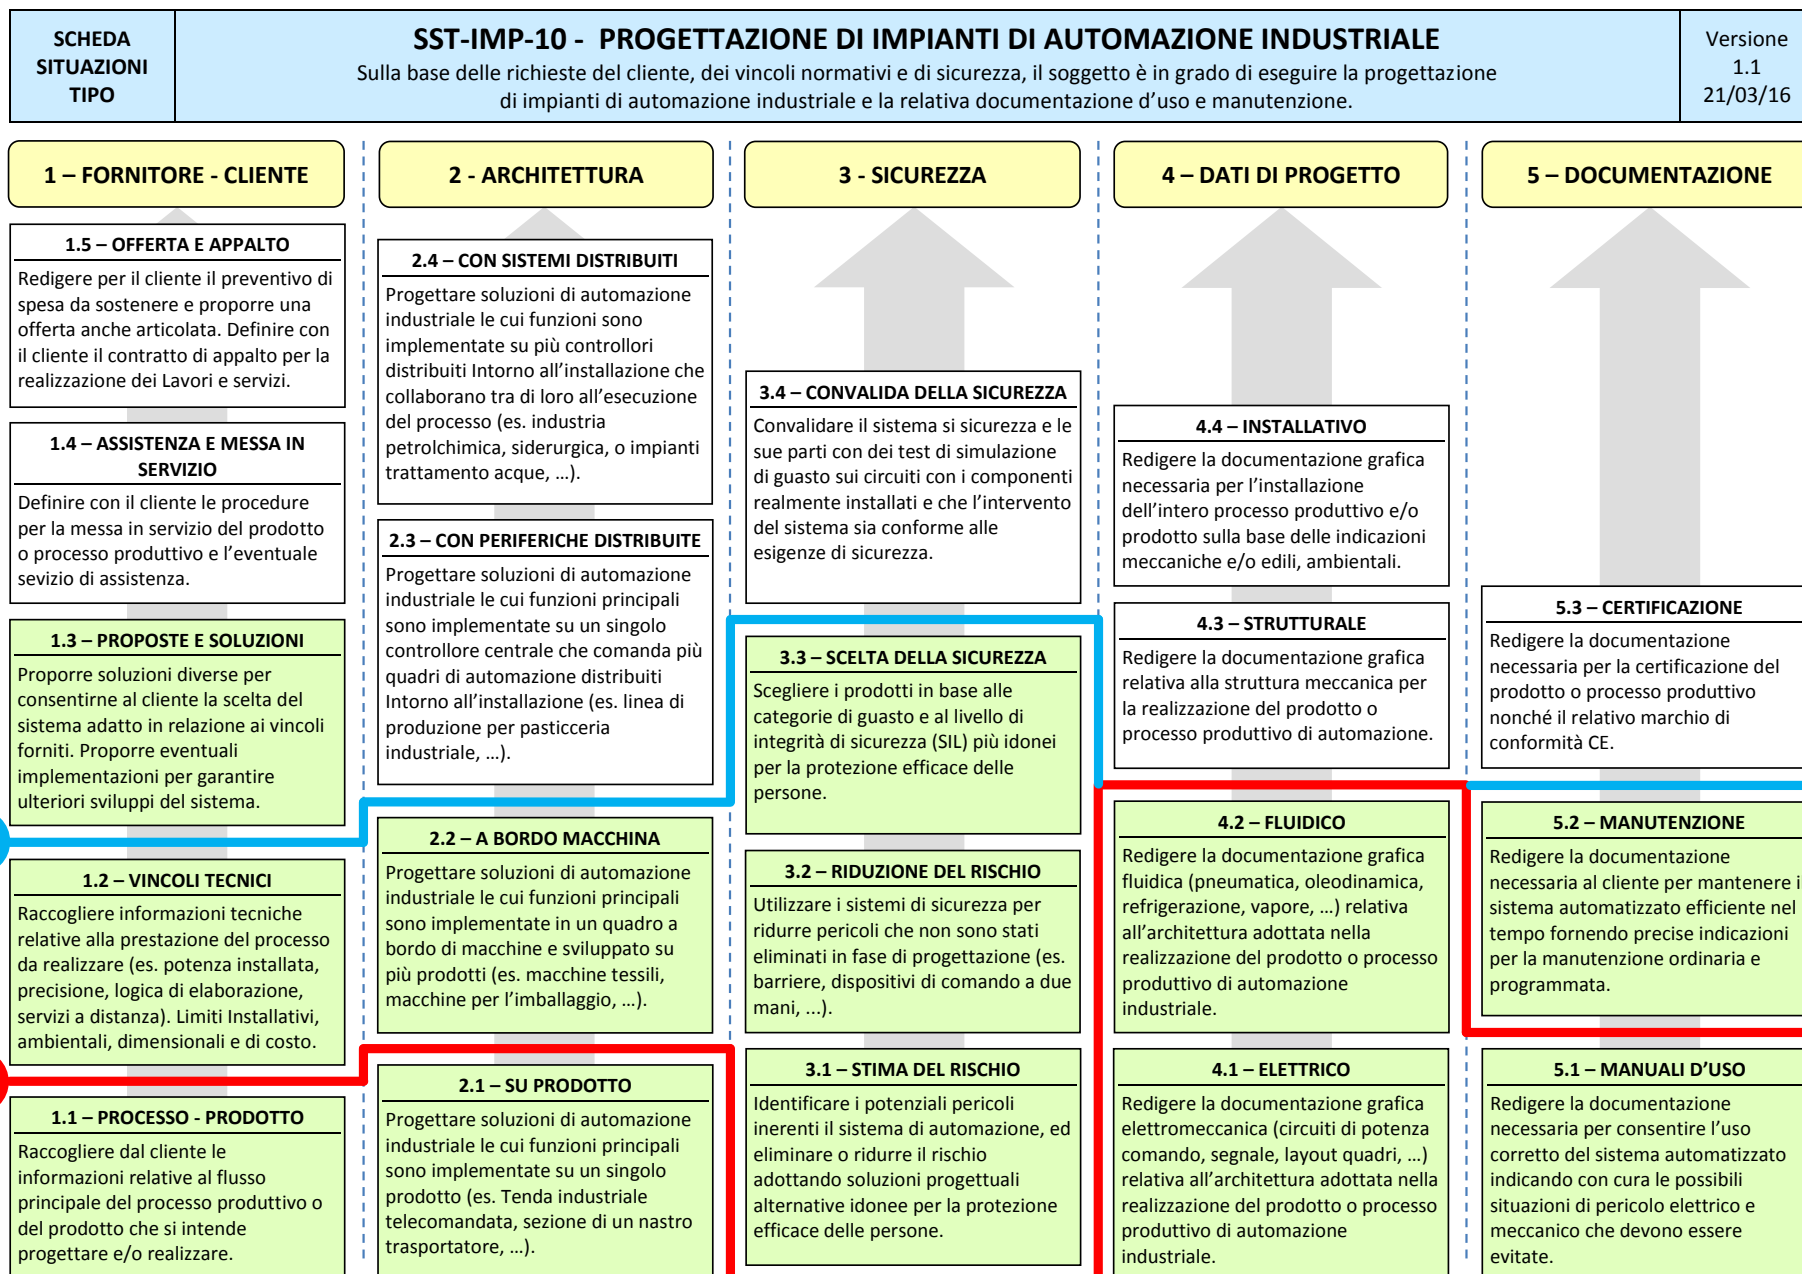 SCHEDA
SITUAZIONI
TIPO
SST-IMP-10 - PROGETTAZIONE DI IMPIANTI DI AUTOMAZIONE INDUSTRIALE
Sulla base delle richieste del cliente, dei vincoli normativi e di sicurezza, il soggetto è in grado di eseguire la progettazione
di impianti di automazione industriale e la relativa documentazione d'uso e manutenzione.
Versione
1.1
21/03/16
1 – FORNITORE - CLIENTE
1.5 – OFFERTA E APPALTO
Redigere per il cliente il preventivo di
spesa da sostenere e proporre una
offerta anche articolata. Definire con
il cliente il contratto di appalto per la
realizzazione dei Lavori e servizi.
1.4 – ASSISTENZA E MESSA IN
SERVIZIO
Definire con il cliente le procedure
per la messa in servizio del prodotto
o processo produttivo e l'eventuale
sevizio di assistenza.
1.3 – PROPOSTE E SOLUZIONI
Proporre soluzioni diverse per
consentirne al cliente la scelta del
sistema adatto in relazione ai vincoli
forniti. Proporre eventuali
implementazioni per garantire
ulteriori sviluppi del sistema.
1.2 – VINCOLI TECNICI
Raccogliere informazioni tecniche
relative alla prestazione del processo
da realizzare (es. potenza installata,
precisione, logica di elaborazione,
servizi a distanza). Limiti Installativi,
ambientali, dimensionali e di costo.
1.1 – PROCESSO - PRODOTTO
Raccogliere dal cliente le
informazioni relative al flusso
principale del processo produttivo o
del prodotto che si intende
progettare e/o realizzare.
2 - ARCHITETTURA
2.4 – CON SISTEMI DISTRIBUITI
Progettare soluzioni di automazione
industriale le cui funzioni sono
implementate su più controllori
distribuiti Intorno all'installazione che
collaborano tra di loro all'esecuzione
del processo (es. industria
petrolchimica, siderurgica, o impianti
trattamento acque, …).
2.3 – CON PERIFERICHE DISTRIBUITE
Progettare soluzioni di automazione
industriale le cui funzioni principali
sono implementate su un singolo
controllore centrale che comanda più
quadri di automazione distribuiti
Intorno all'installazione (es. linea di
produzione per pasticceria
industriale, …).
2.2 – A BORDO MACCHINA
Progettare soluzioni di automazione
industriale le cui funzioni principali
sono implementate in un quadro a
bordo di macchine e sviluppato su
più prodotti (es. macchine tessili,
macchine per l'imballaggio, …).
2.1 – SU PRODOTTO
Progettare soluzioni di automazione
industriale le cui funzioni principali
sono implementate su un singolo
prodotto (es. Tenda industriale
telecomandata, sezione di un nastro
trasportatore, …).
3 - SICUREZZA
3.4 – CONVALIDA DELLA SICUREZZA
Convalidare il sistema si sicurezza e le
sue parti con dei test di simulazione
di guasto sui circuiti con i componenti
realmente installati e che l'intervento
del sistema sia conforme alle
esigenze di sicurezza.
3.3 – SCELTA DELLA SICUREZZA
Scegliere i prodotti in base alle
categorie di guasto e al livello di
integrità di sicurezza (SIL) più idonei
per la protezione efficace delle
persone.
3.2 – RIDUZIONE DEL RISCHIO
Utilizzare i sistemi di sicurezza per
ridurre pericoli che non sono stati
eliminati in fase di progettazione (es.
barriere, dispositivi di comando a due
mani, ...).
3.1 – STIMA DEL RISCHIO
Identificare i potenziali pericoli
inerenti il sistema di automazione, ed
eliminare o ridurre il rischio
adottando soluzioni progettuali
alternative idonee per la protezione
efficace delle persone.
4 – DATI DI PROGETTO
4.4 – INSTALLATIVO
Redigere la documentazione grafica
necessaria per l'installazione
dell'intero processo produttivo e/o
prodotto sulla base delle indicazioni
meccaniche e/o edili, ambientali.
4.3 – STRUTTURALE
Redigere la documentazione grafica
relativa alla struttura meccanica per
la realizzazione del prodotto o
processo produttivo di automazione.
4.2 – FLUIDICO
Redigere la documentazione grafica
fluidica (pneumatica, oleodinamica,
refrigerazione, vapore, …) relativa
all'architettura adottata nella
realizzazione del prodotto o processo
produttivo di automazione
industriale.
4.1 – ELETTRICO
Redigere la documentazione grafica
elettromeccanica (circuiti di potenza
comando, segnale, layout quadri, …)
relativa all'architettura adottata nella
realizzazione del prodotto o processo
produttivo di automazione
industriale.
5 – DOCUMENTAZIONE
5.3 – CERTIFICAZIONE
Redigere la documentazione
necessaria per la certificazione del
prodotto o processo produttivo
nonché il relativo marchio di
conformità CE.
5.2 – MANUTENZIONE
Redigere la documentazione
necessaria al cliente per mantenere i
sistema automatizzato efficiente nel
tempo fornendo precise indicazioni
per la manutenzione ordinaria e
programmata.
5.1 – MANUALI D'USO
Redigere la documentazione
necessaria per consentire l'uso
corretto del sistema automatizzato
indicando con cura le possibili
situazioni di pericolo elettrico e
meccanico che devono essere
evitate.